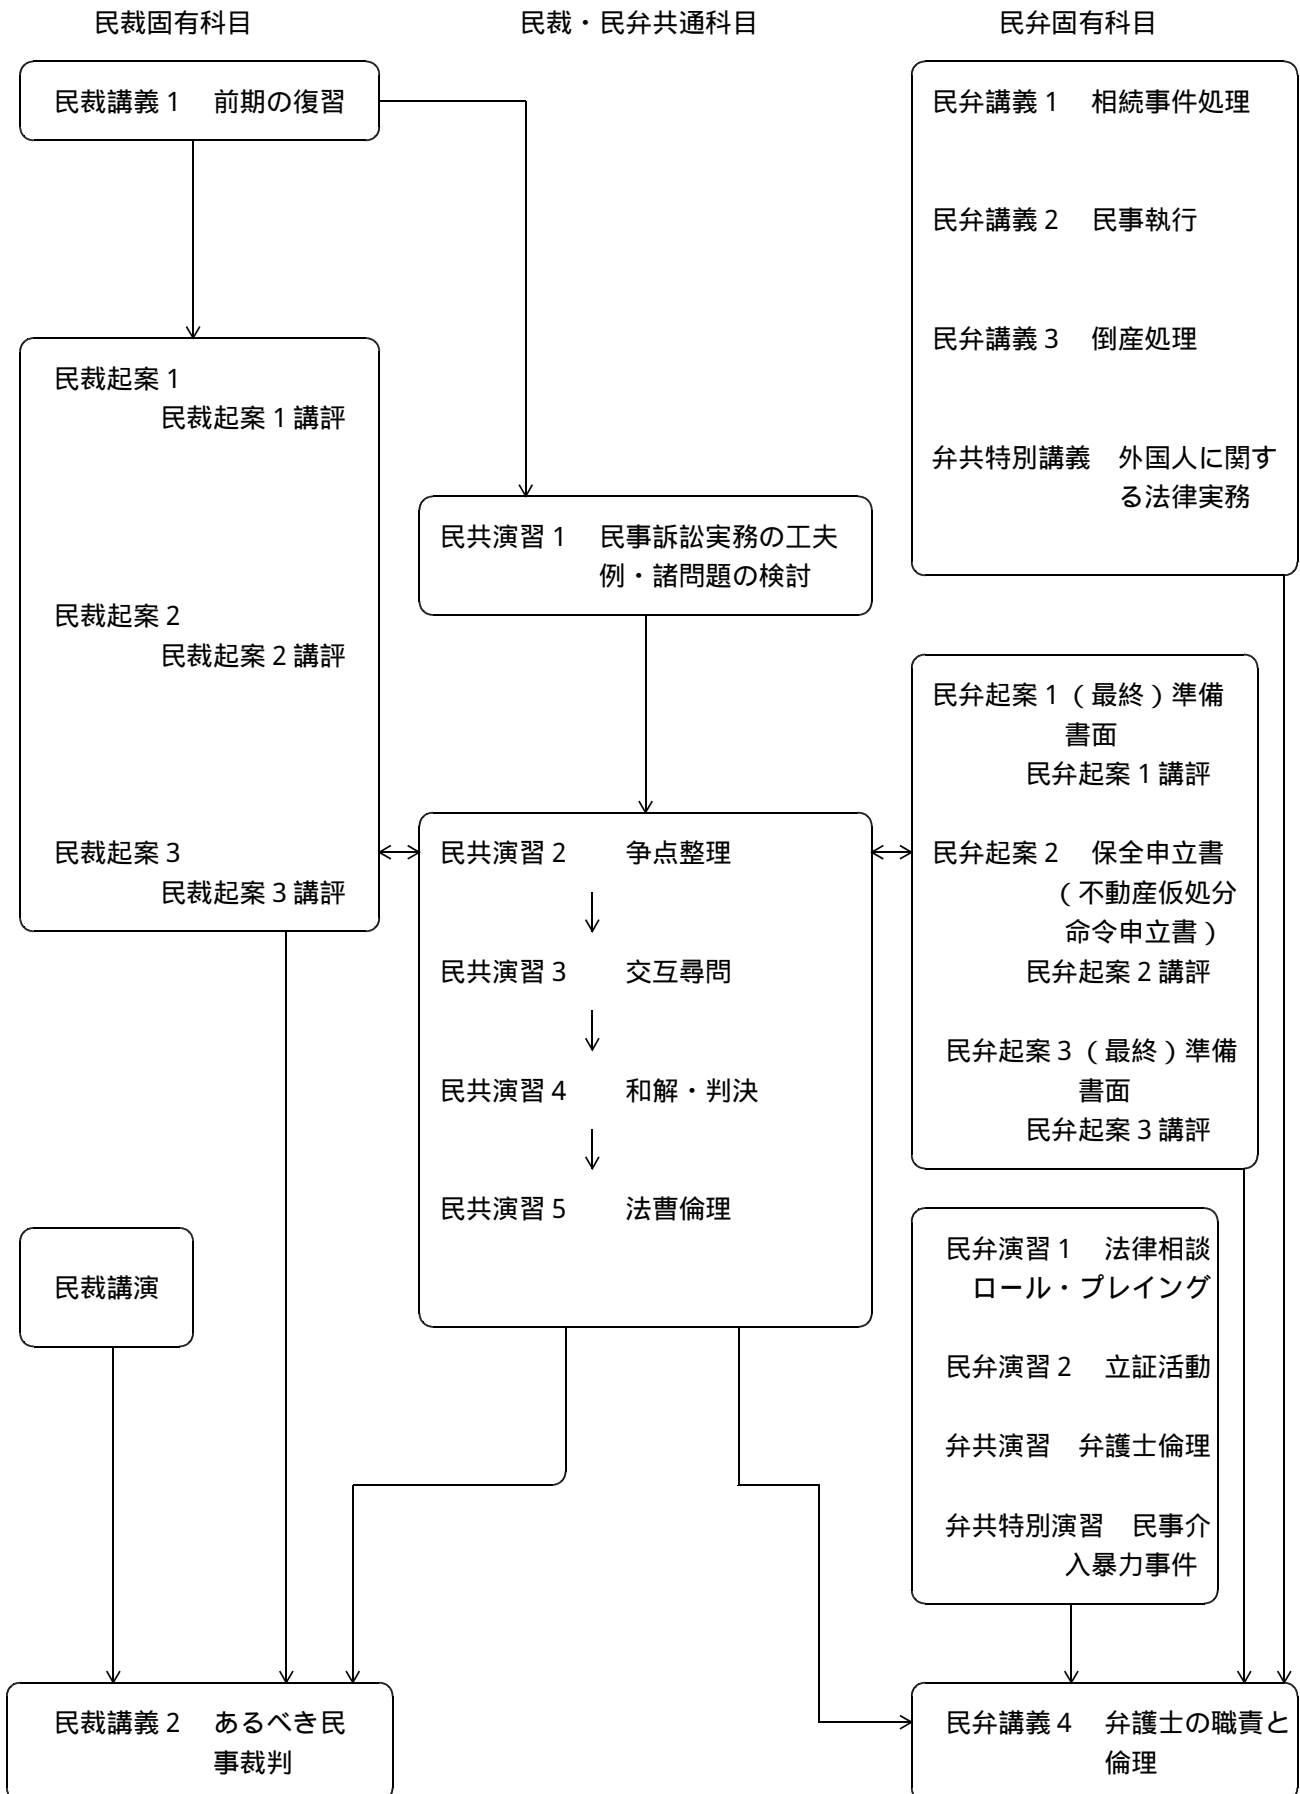 民裁固有科目
民裁・民弁共通科目
民弁固有科目
民裁講義1 前期の復習
民裁起案1
民裁起案1講評
民裁起案2
民裁起案2講評
民裁起案3
民裁起案3講評
民裁講演
民裁講義2 あるべき民
事裁判
民共演習1 民事訴訟実務の工夫
例・諸問題の検討
民共演習2 争点整理
民共演習3 交互尋問
民共演習4 和解・判決
民共演習5 法曹倫理
民弁講義1 相続事件処理
民弁講義2 民事執行
民弁講義3 倒産処理
弁共特別講義 外国人に関す
る法律実務
民弁起案1(最終)準備
書面
民弁起案1講評
民弁起案2 保全申立書
(不動産仮処分
命令申立書)
民弁起案2講評
民弁起案3(最終)準備
書面
民弁起案3講評
民弁演習1 法律相談
ロール・プレイング
民弁演習2 立証活動
弁共演習 弁護士倫理
弁共特別演習 民事介
入暴力事件
民弁講義4 弁護士の職責と
倫理